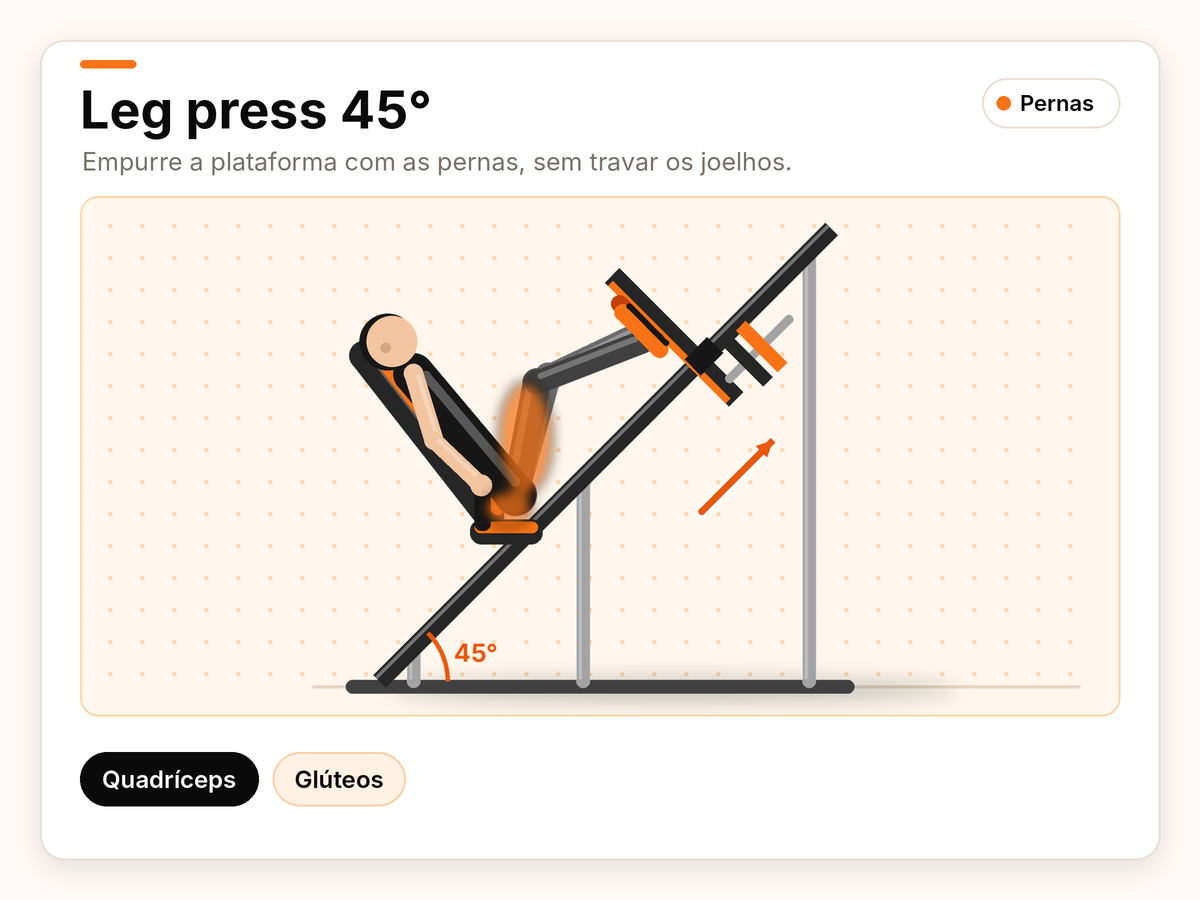 Leg press 45°
Pernas
Empurre a plataforma com as pernas, sem travar os joelhos.
45°
Quadríceps
Glúteos